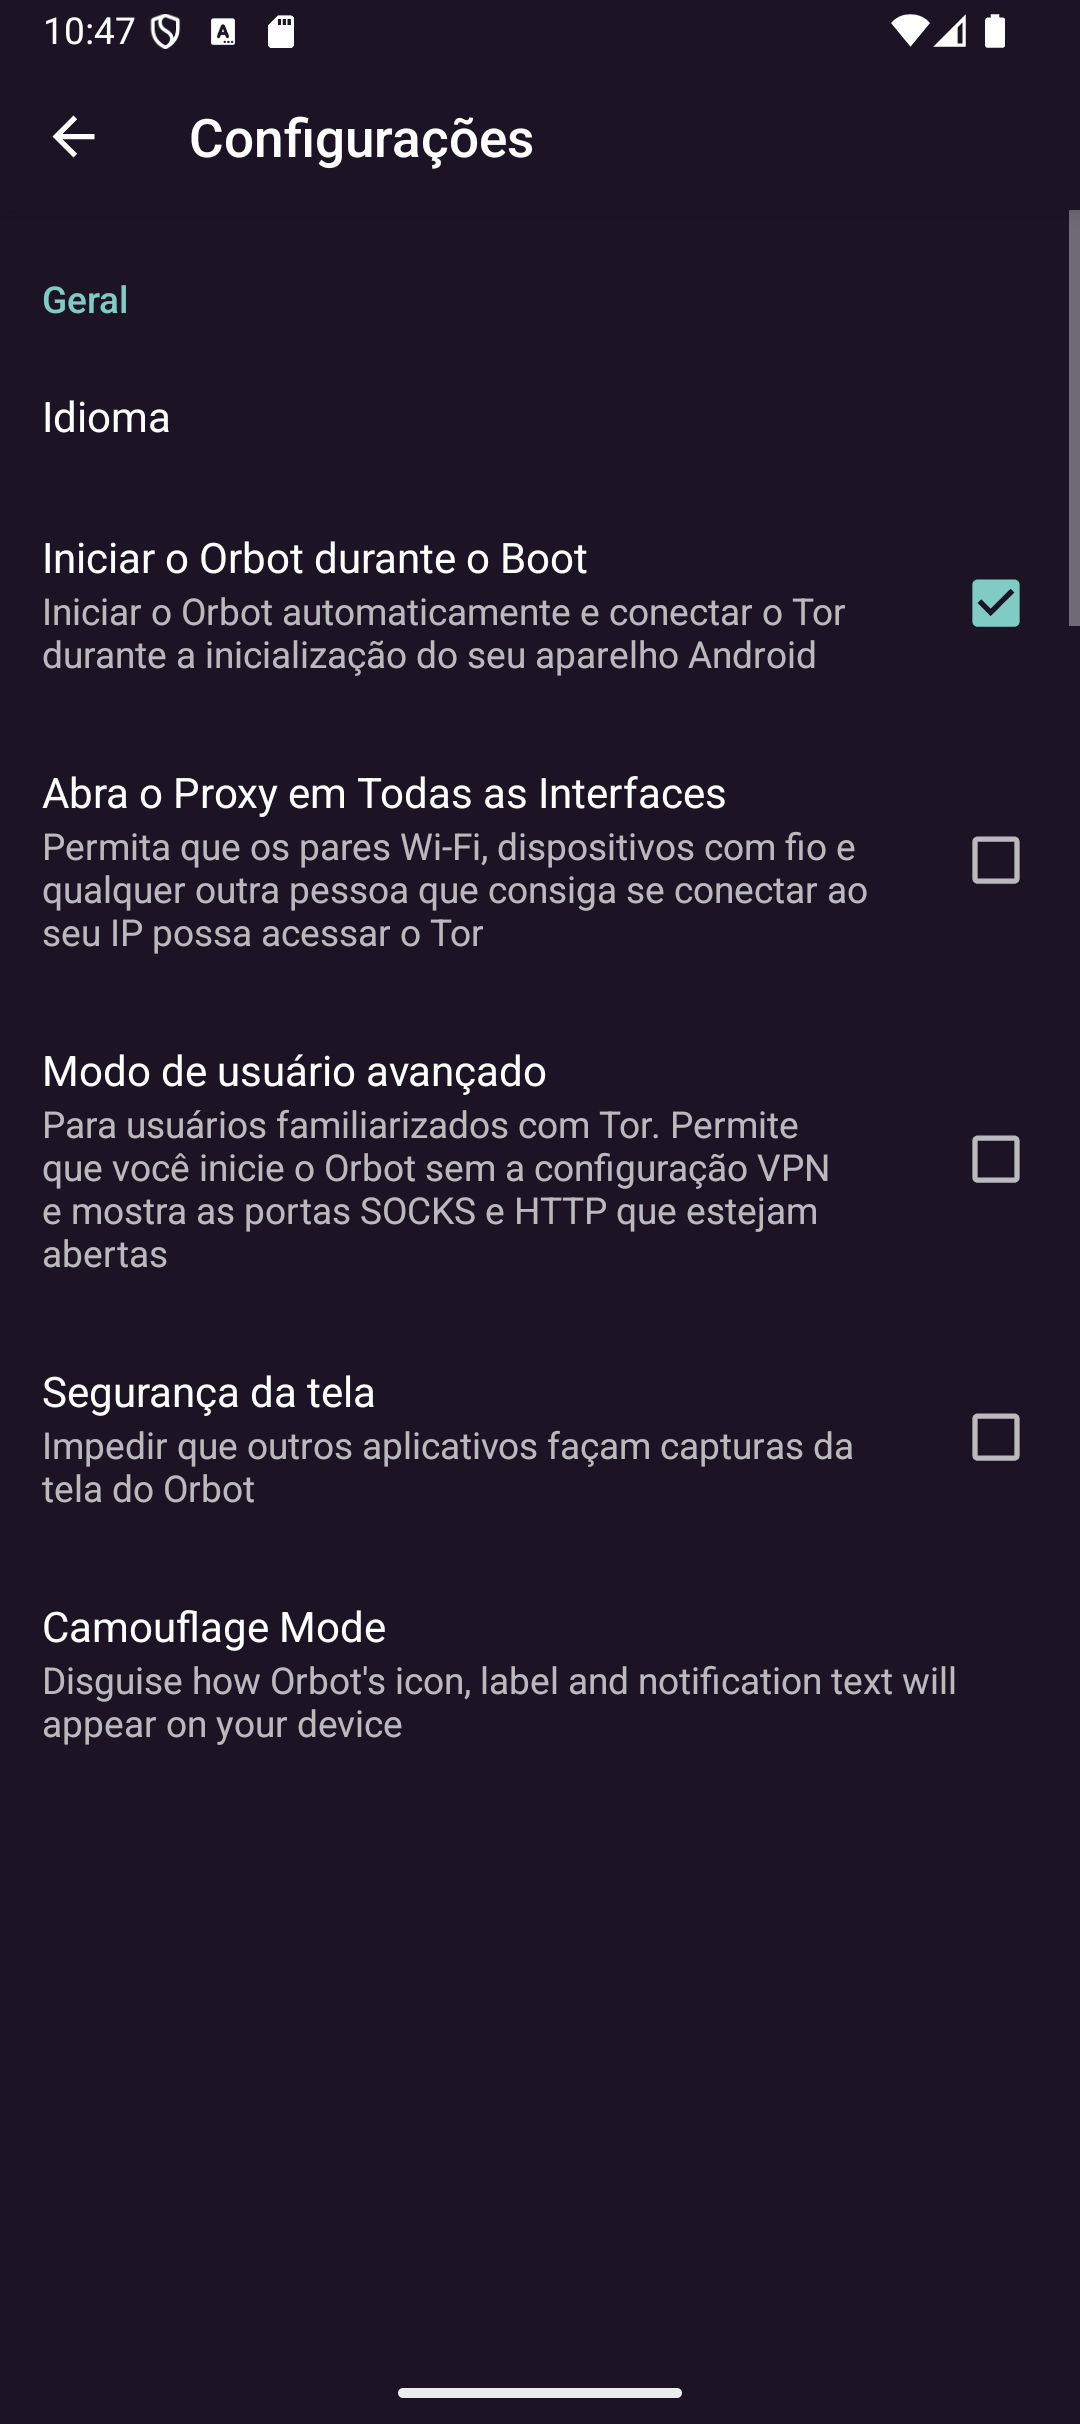 10:47
Configurações
Geral
Idioma
Iniciar o Orbot durante o Boot
Iniciar o Orbot automaticamente e conectar o Tor
durante a inicialização do seu aparelho Android
Abra o Proxy em Todas as Interfaces
Permita que os pares Wi-Fi, dispositivos com fio e
qualquer outra pessoa que consiga se conectar ao
seu IP possa acessar o Tor
Modo de usuário avançado
Para usuários familiarizados com Tor. Permite
que você inicie o Orbot sem a configuração VPN
e mostra as portas SOCKS e HTTP que estejam
abertas
Segurança da tela
Impedir que outros aplicativos façam capturas da
tela do Orbot
Camouflage Mode
Disguise how Orbot's icon, label and notification text will
appear on your device